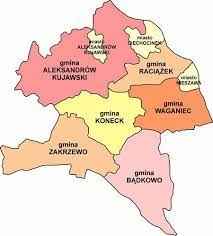 miasto
ALEKSANDRÓW
KUJAWSKI
miasto
CIECHOCINEK
gmina
ALEKSANDRÓW
KUJAWSKI
gmina
RACIĄŻEK
miasto
NIESZAWA
gmina
WAGANIEC
gmina
KONECK
gmina
ZAKRZEWO
gmina
BĄDKOWO